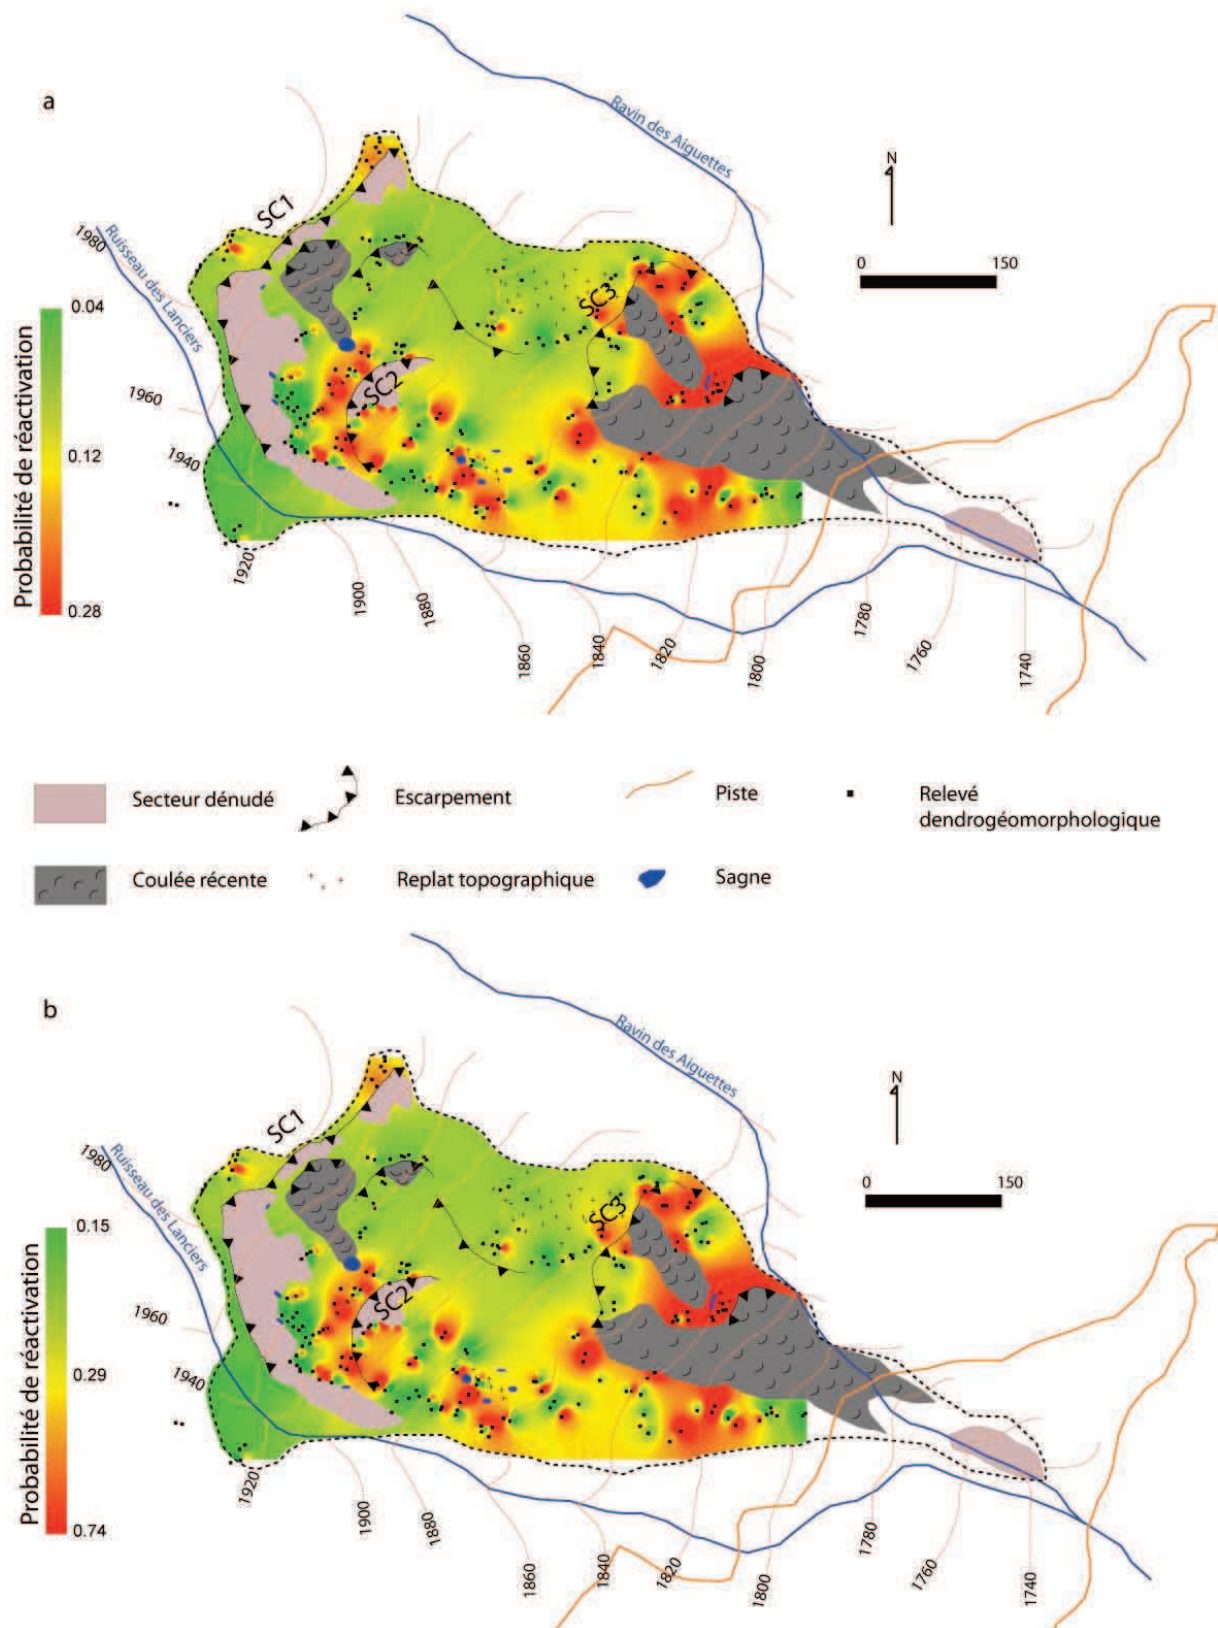 a
Ravin des Aiguettes
N
SC1
1980
Ruisseau des Lanciers
0 150
SC3
0.04
Probabilité de réactivation
SC2
1960
0.12
1940
1920
0.28
1900
1880
1860
1840
1820
1800
1780
1760
1740
Secteur dénudé
Escarpement
Piste
Relevé
dendrogéomorphologique
Coulée récente
Replat topographique
Sagne
b
Ravin des Aiguettes
N
SC1
1980
Ruisseau des Lanciers
0 150
SC3
0.15
Probabilité de réactivation
SC2
1960
0.29
1940
1920
0.74
1900
1880
1860
1840
1820
1800
1780
1760
1740